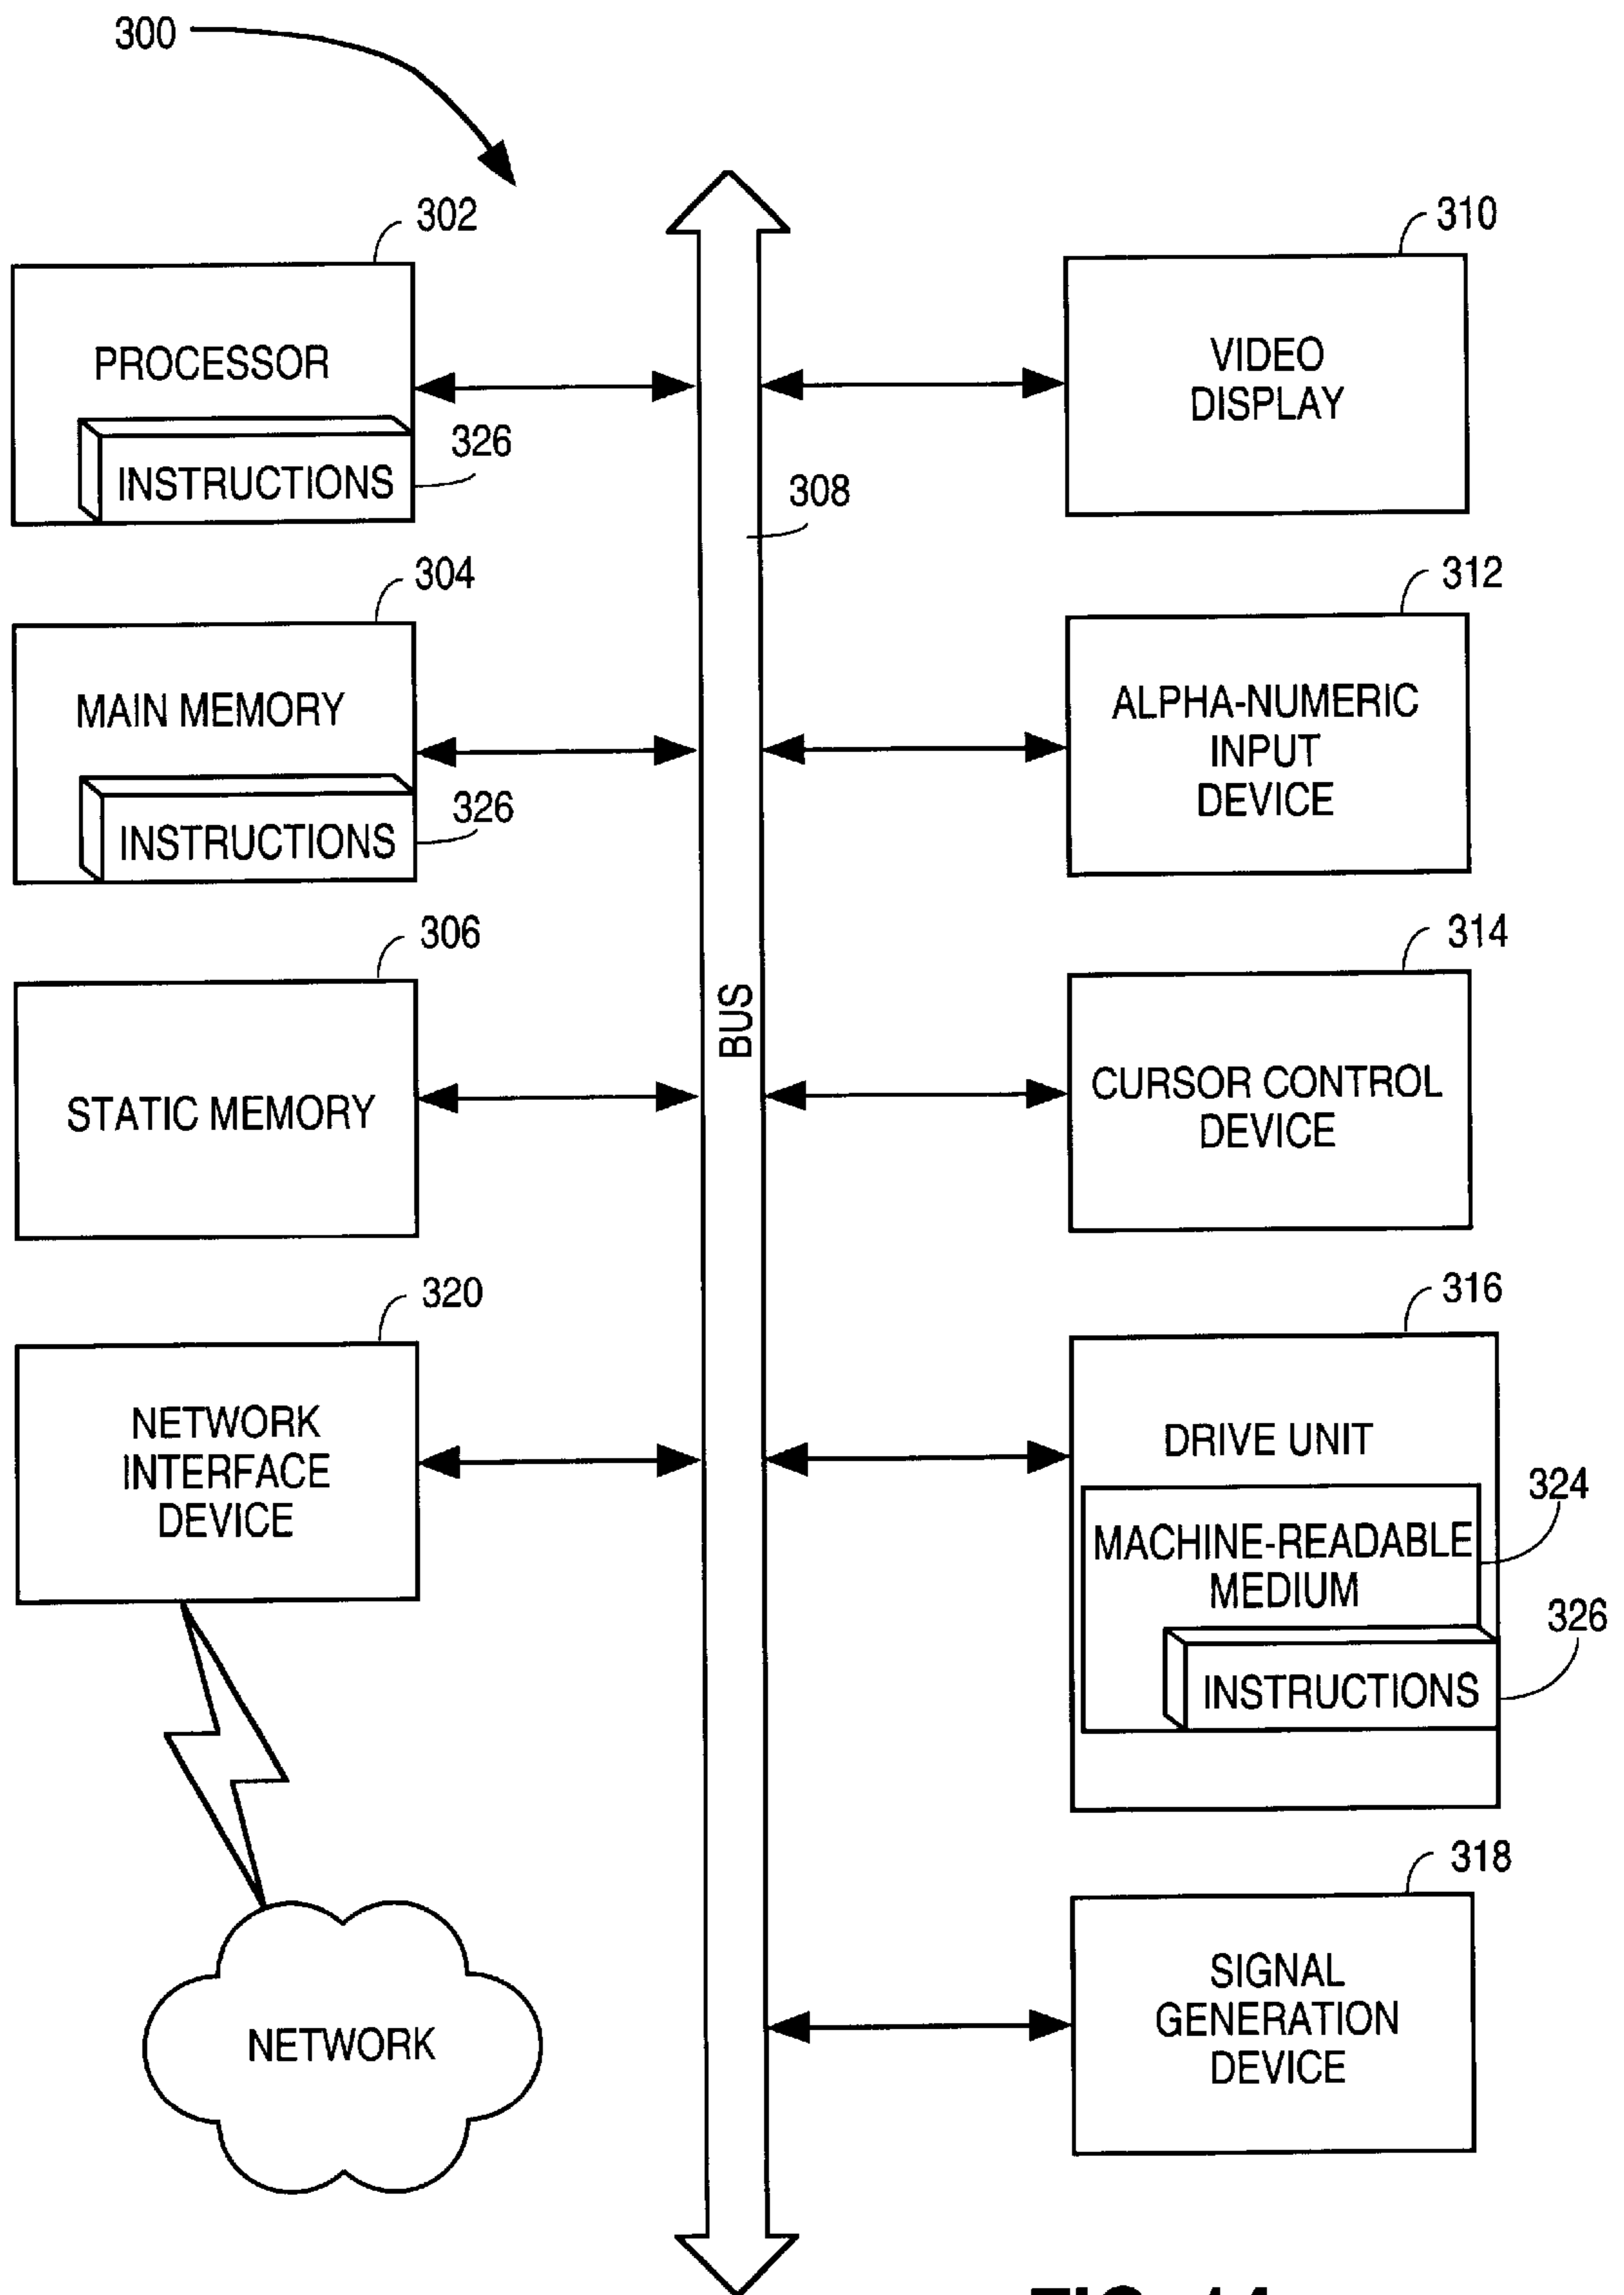 300
302
PROCESSOR
326
INSTRUCTIONS
304
MAIN MEMORY
326
INSTRUCTIONS
306
STATIC MEMORY
320
NETWORK
INTERFACE
DEVICE
NETWORK
308
BUS
310
VIDEO
DISPLAY
312
ALPHA-NUMERIC
INPUT
DEVICE
314
CURSOR CONTROL
DEVICE
316
DRIVE UNIT
324
MACHINE-READABLE
MEDIUM
326
INSTRUCTIONS
318
SIGNAL
GENERATION
DEVICE